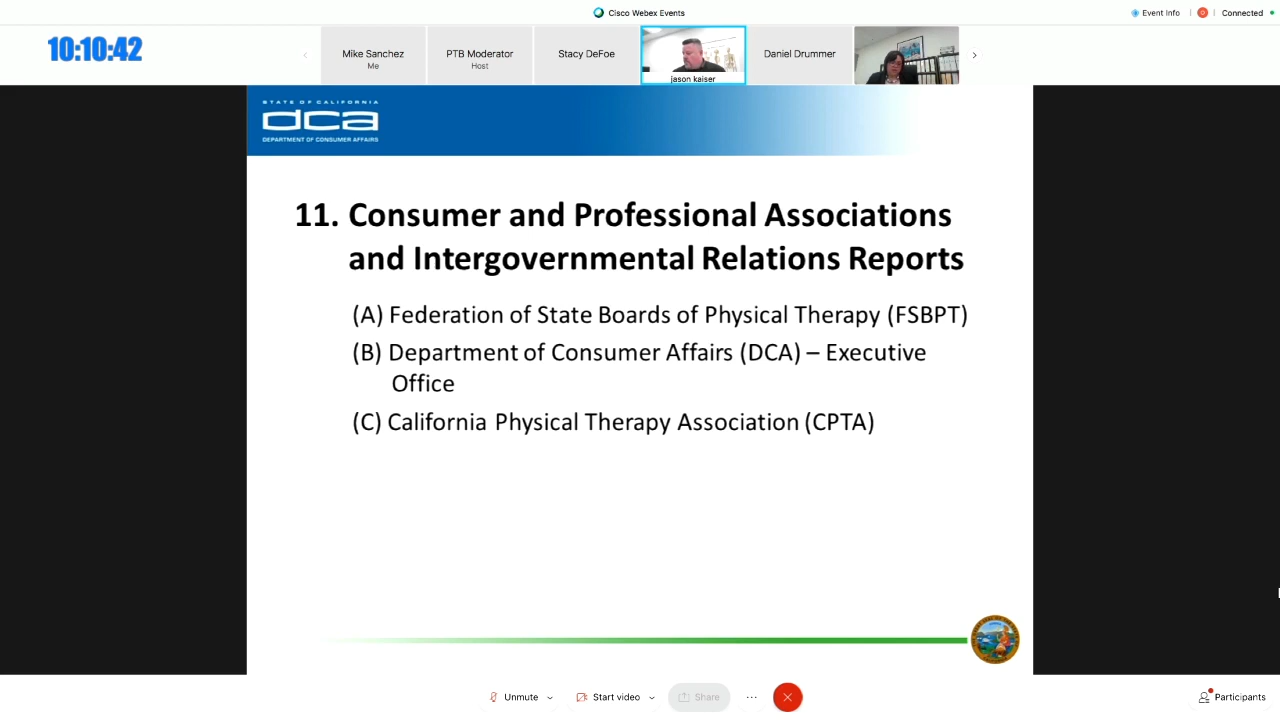 Cisco Webex Events
Event Info
Connected
10:10:42
Mike Sanchez
Me
PTB Moderator
Host
Stacy DeFoe
jason kaiser
Daniel Drummer
STATE OF CALIFORNIA
dca
DEPARTMENT OF CONSUMER AFFAIRS
11. Consumer and Professional Associations
and Intergovernmental Relations Reports
(A) Federation of State Boards of Physical Therapy (FSBPT)
(B) Department of Consumer Affairs (DCA) – Executive
Office
(C) California Physical Therapy Association (CPTA)
Unmute
Start video
Share
Participants